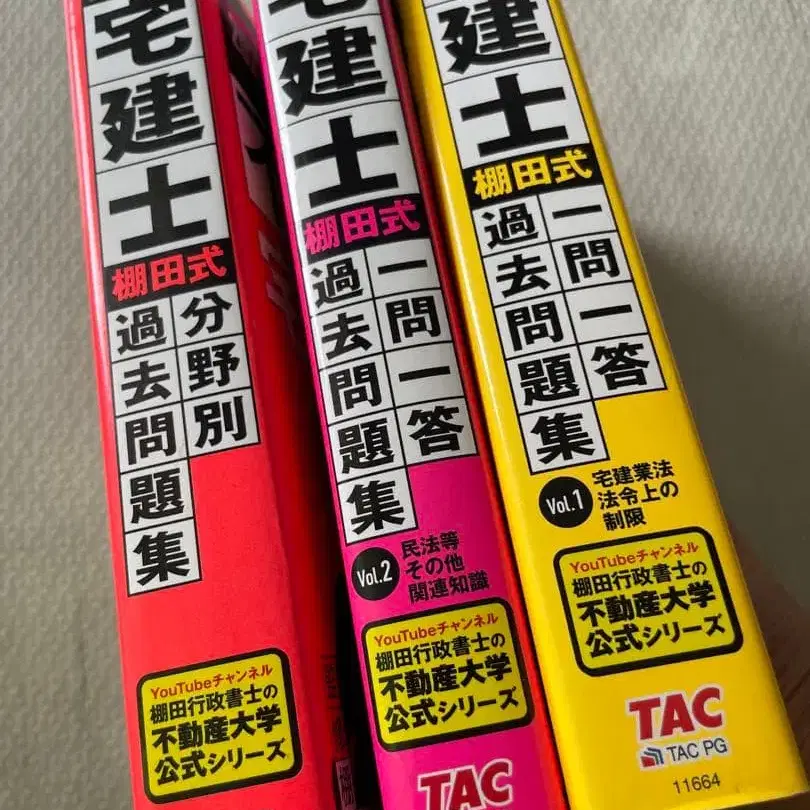 宅建士
棚田式
分野別
過去問題集
YouTubeチャンネル
棚田行政書士の
不動産大学
公式シリーズ
宅建士
棚田式
一問一答
過去問題集
Vol.2
民法等
その他
関連知識
YouTubeチャンネル
棚田行政書士の
不動産大学
公式シリーズ
TAC
建士
棚田式
一問一答
過去問題集
Vol.1
宅建業法
法令上の
制限
YouTubeチャンネル
棚田行政書士の
不動産大学
公式シリーズ
TAC
TAC PG
11664